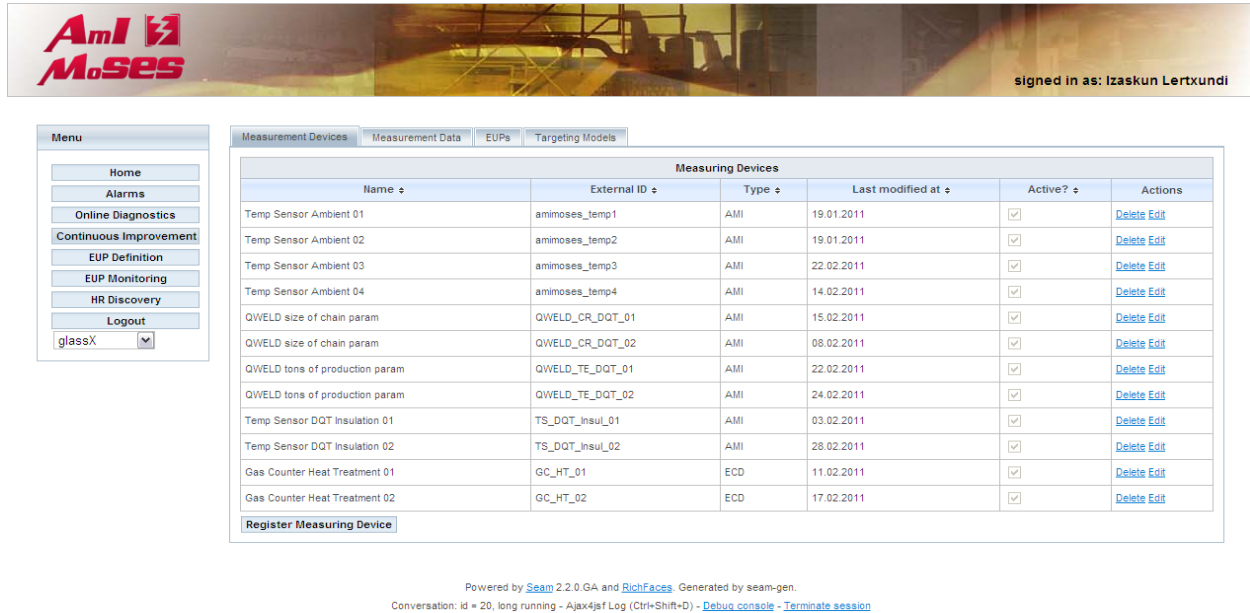 AmI
MoSES
signed in as: Izaskun Lertxundi
Menu
Home
Alarms
Online Diagnostics
Continuous Improvement
EUP Definition
EUP Monitoring
HR Discovery
Logout
glassX
Measurement Devices Measurement Data EUPs Targeting Models
Measuring Devices
Name External ID Type Last modified at Active? Actions
Temp Sensor Ambient 01 amimoses_temp1 AMI 19.01.2011 Delete Edit
Temp Sensor Ambient 02 amimoses_temp2 AMI 19.01.2011 Delete Edit
Temp Sensor Ambient 03 amimoses_temp3 AMI 22.02.2011 Delete Edit
Temp Sensor Ambient 04 amimoses_temp4 AMI 14.02.2011 Delete Edit
QWELD size of chain param QWELD_CR_DQT_01 AMI 15.02.2011 Delete Edit
QWELD size of chain param QWELD_CR_DQT_02 AMI 08.02.2011 Delete Edit
QWELD tons of production param QWELD_TE_DQT_01 AMI 22.02.2011 Delete Edit
QWELD tons of production param QWELD_TE_DQT_02 AMI 24.02.2011 Delete Edit
Temp Sensor DQT Insulation 01 TS_DQT_Insul_01 AMI 03.02.2011 Delete Edit
Temp Sensor DQT Insulation 02 TS_DQT_Insul_02 AMI 28.02.2011 Delete Edit
Gas Counter Heat Treatment 01 GC_HT_01 ECD 11.02.2011 Delete Edit
Gas Counter Heat Treatment 02 GC_HT_02 ECD 17.02.2011 Delete Edit
Register Measuring Device
Powered by Seam 2.2.0.GA and RichFaces. Generated by seam-gen.
Conversation: id = 20, long running - Ajax4jsf Log (Ctrl+Shift+D) - Debug console - Terminate session